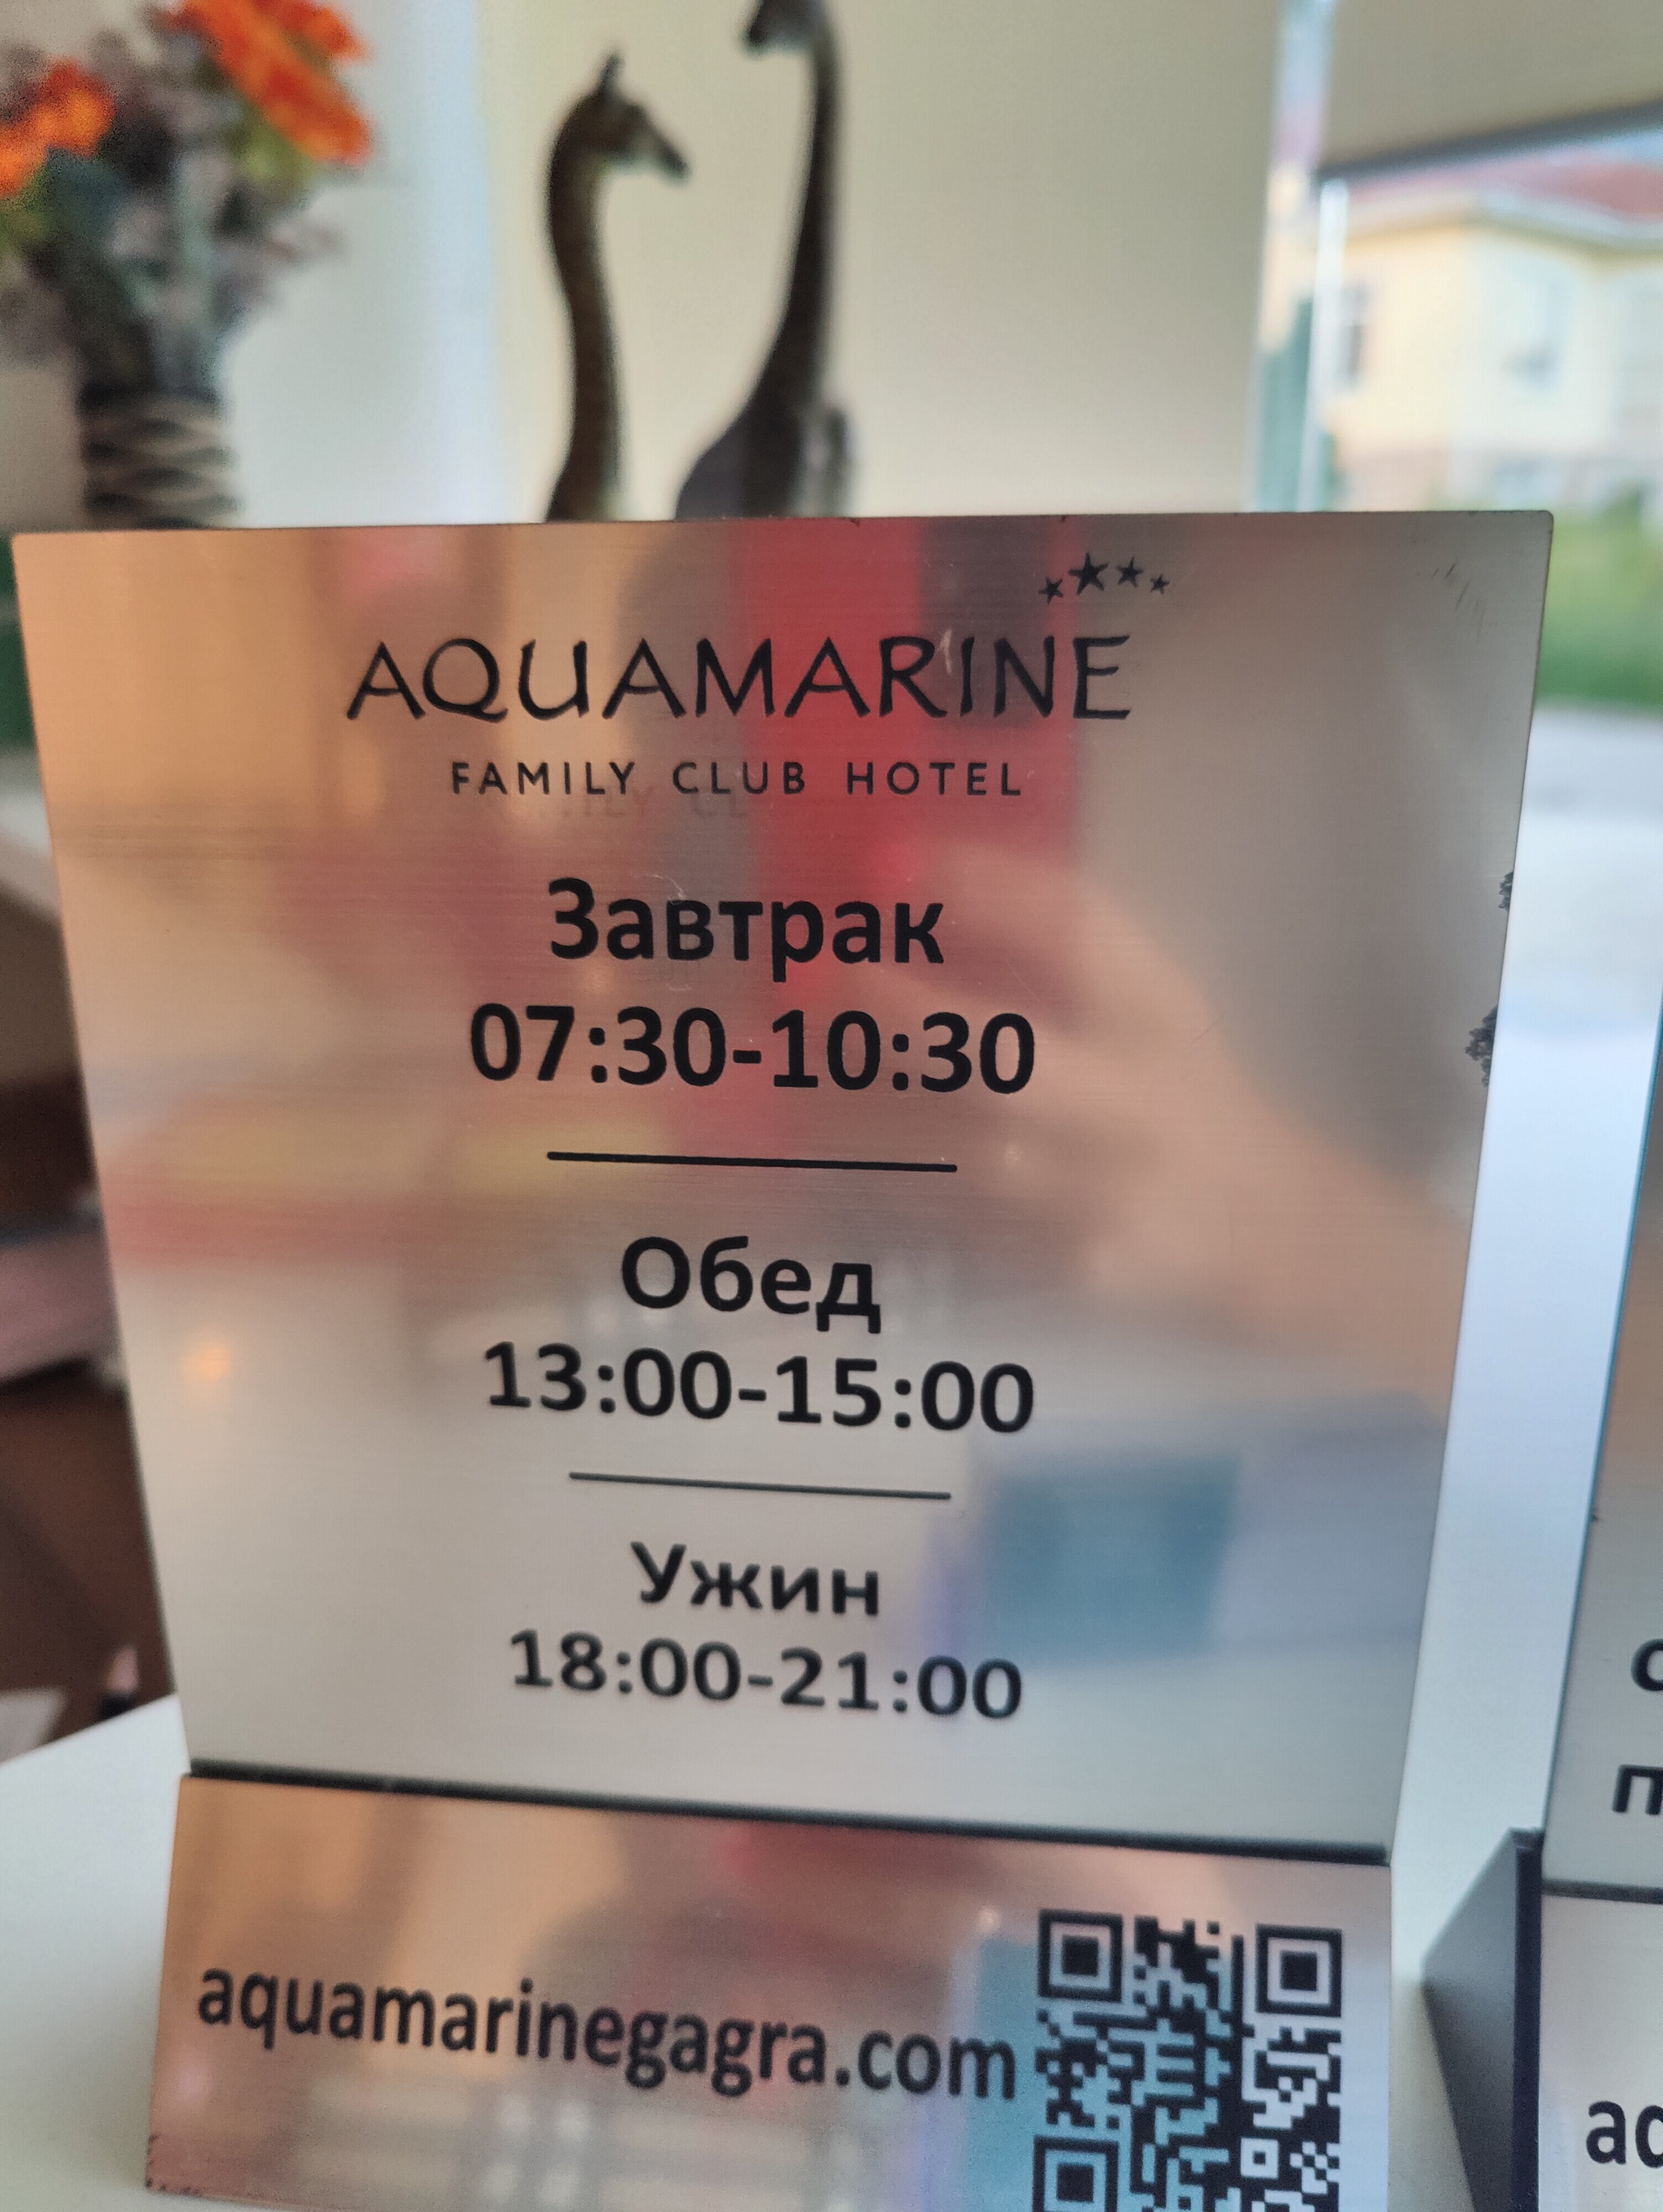 AQUAMARINE
FAMILY CLUB HOTEL
Завтрак
07:30-10:30
Обед
13:00-15:00
Ужин
18:00-21:00
aquamarinegagra.com